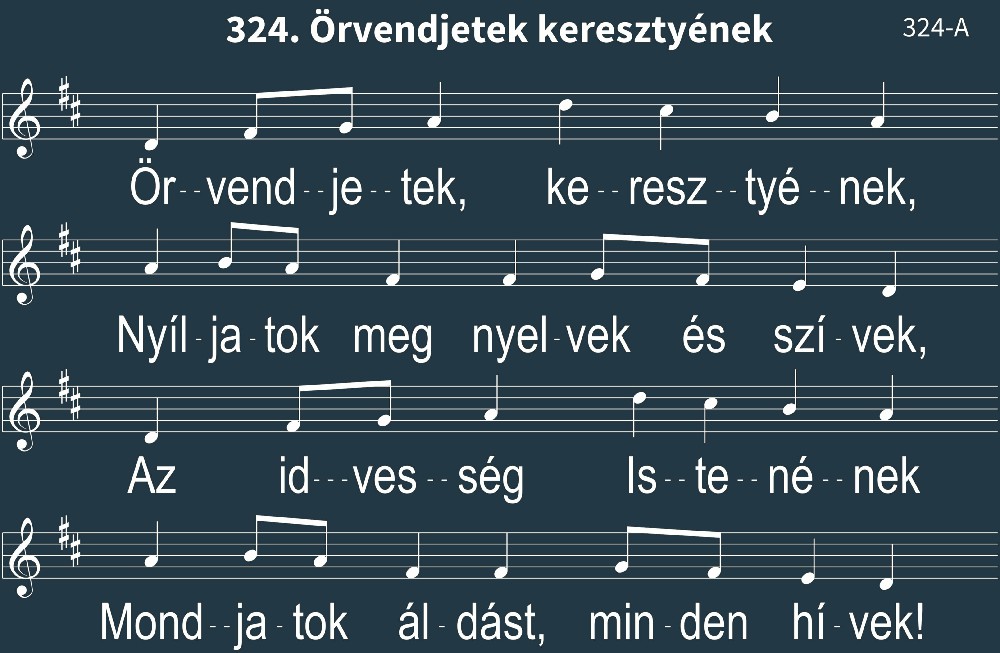 324. Örvendjetek keresztyének
324-A
Ör--vend--je--tek, ke--resz--tyé--nek,
Nyíl-ja-tok meg nyel-vek és szí-vek,
Az id---ves--ség Is--te--né--nek
Mond--ja-tok ál-dást, min-den hí-vek!